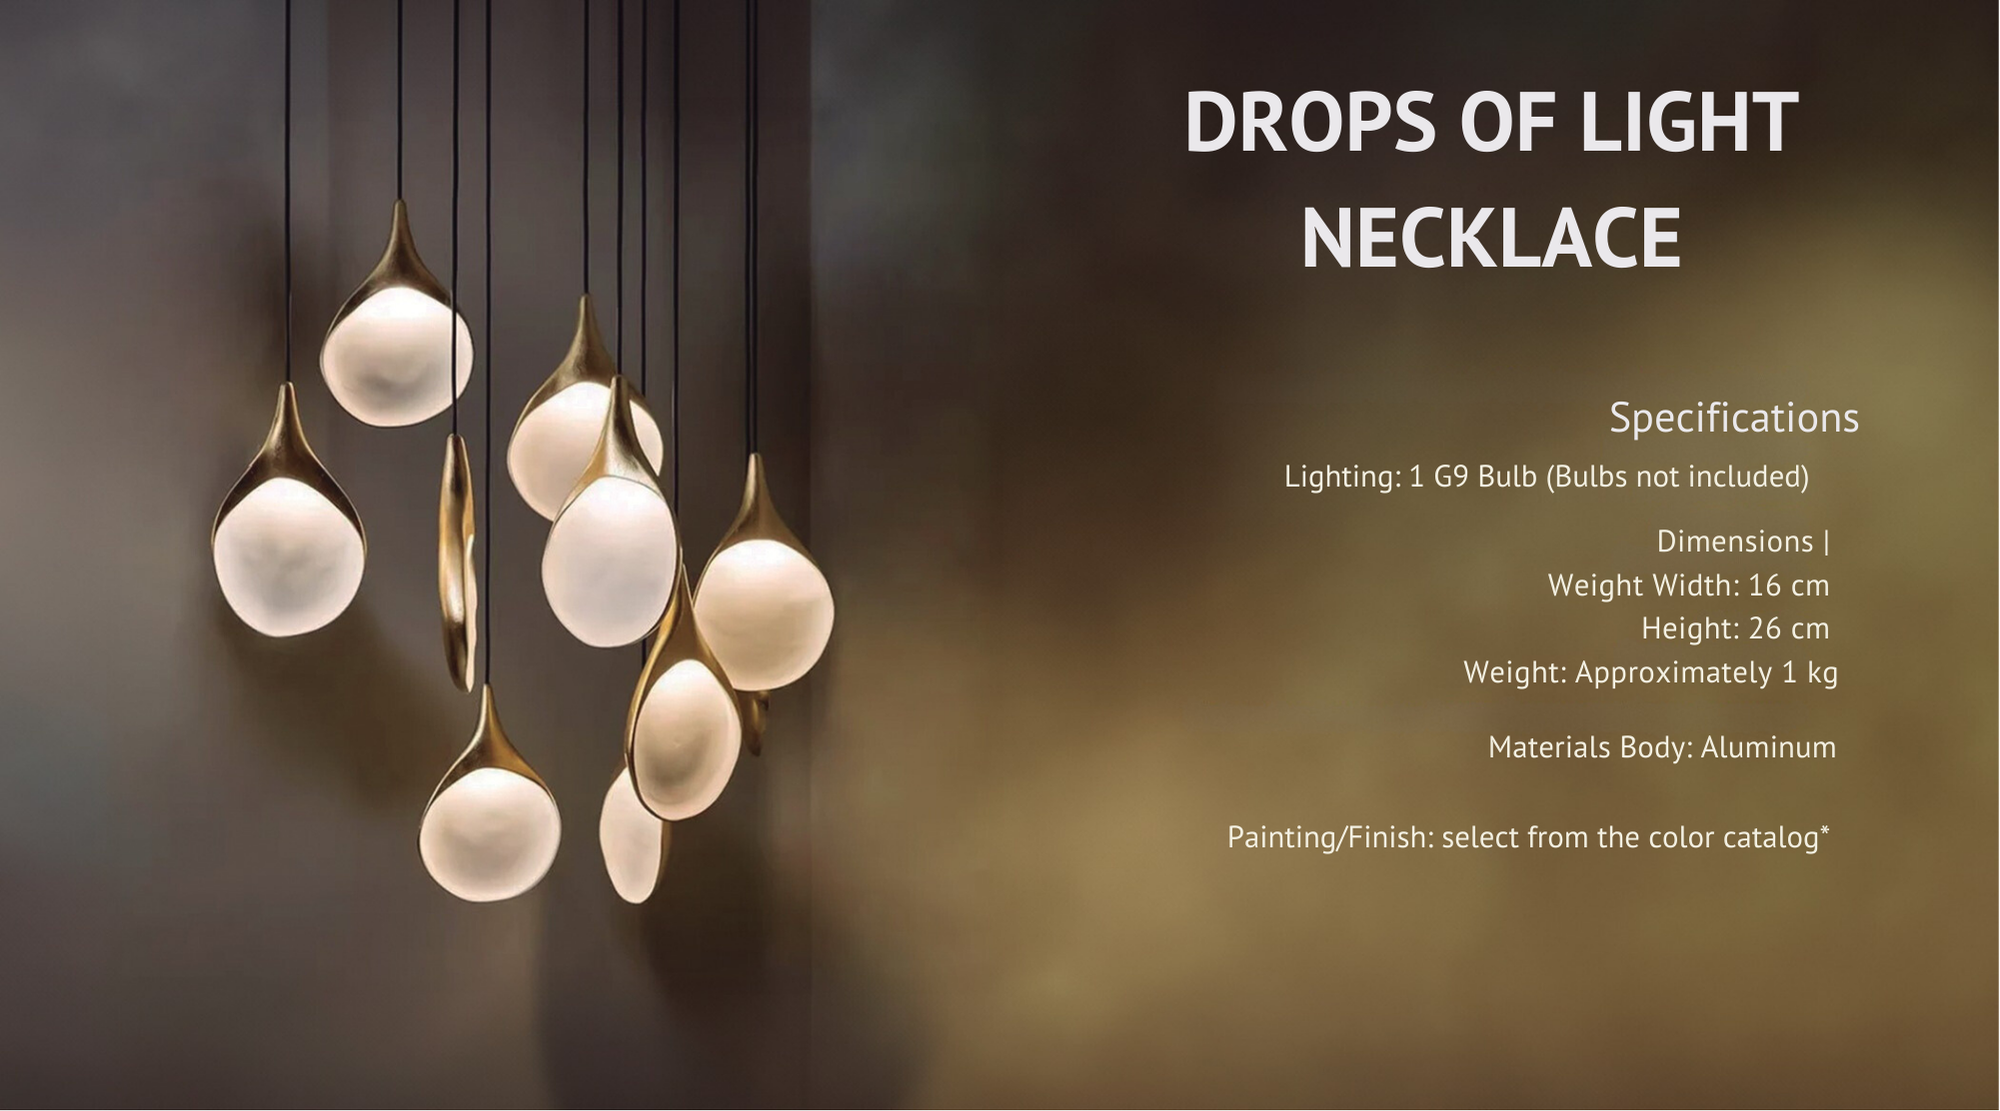 DROPS OF LIGHT
NECKLACE
Specifications
Lighting: 1 G9 Bulb (Bulbs not included)
Dimensions |
Weight Width: 16 cm
Height: 26 cm
Weight: Approximately 1 kg
Materials Body: Aluminum
Painting/Finish: select from the color catalog*